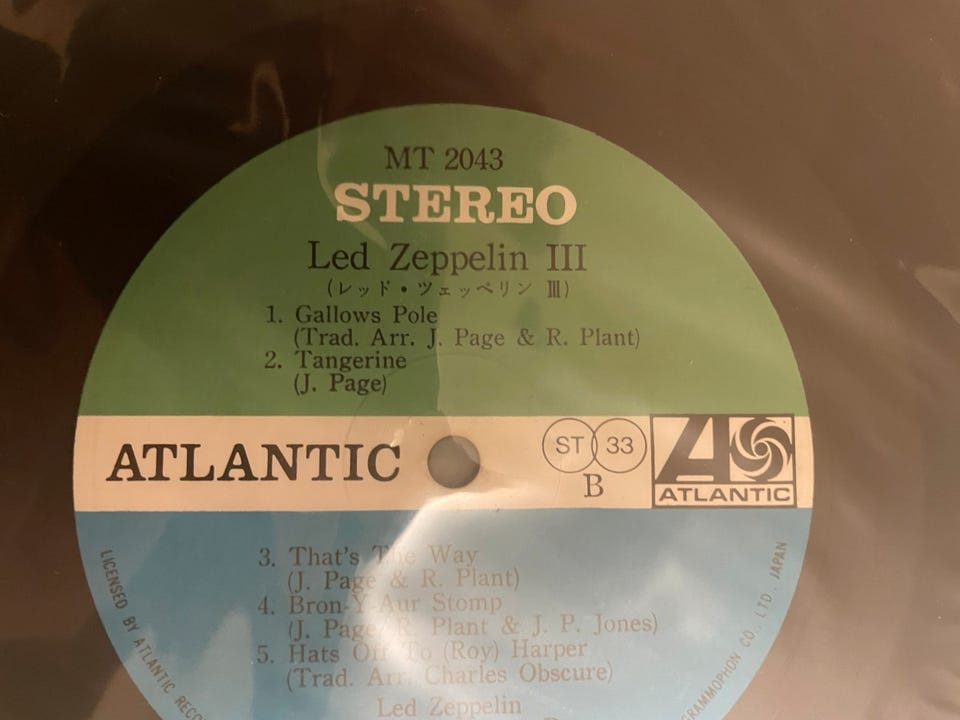 MT 2043
STEREO
Led Zeppelin III
(レッド・ツェッペリン Ⅲ)
1. Gallows Pole
(Trad. Arr. J. Page & R. Plant)
2. Tangerine
(J. Page)
ATLANTIC
ST 33
B
ATLANTIC
3. That's The Way
(J. Page & R. Plant)
4. Bron-Y-Aur Stomp
(J. Page, R. Plant & J. P. Jones)
5. Hats Off To (Roy) Harper
(Trad. Arr. Charles Obscure)
Led Zeppelin
LICENSED BY ATLANTIC
GRAMMOPHON CO. LTD. JAPAN